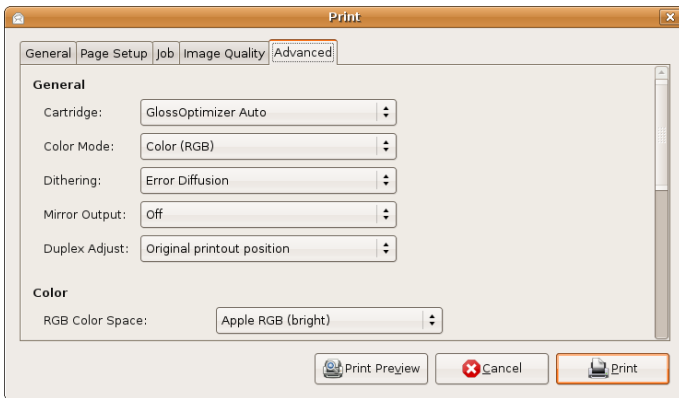 Print
General Page Setup Job Image Quality Advanced
General
Cartridge: GlossOptimizer Auto
Color Mode: Color (RGB)
Dithering: Error Diffusion
Mirror Output: Off
Duplex Adjust: Original printout position
Color
RGB Color Space: Apple RGB (bright)
Print Preview Cancel Print